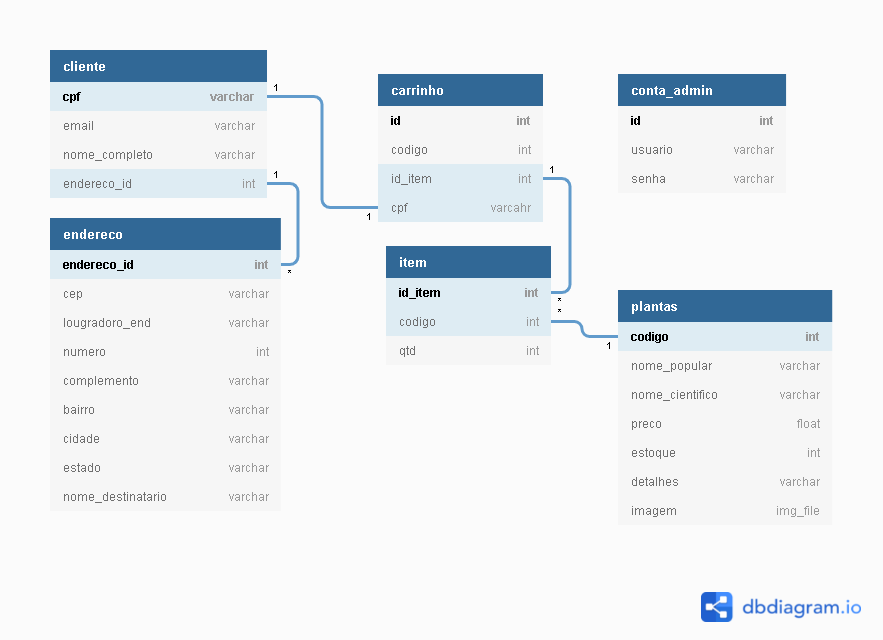 cliente
cpf varchar
email varchar
nome_completo varchar
endereco_id int
1
1
endereco
endereco_id int
cep varchar
lougradoro_end varchar
numero int
complemento varchar
bairro varchar
cidade varchar
estado varchar
nome_destinatario varchar
*
carrinho
id int
codigo int
id_item int
cpf varcahr
1
1
item
id_item int
codigo int
qtd int
*
*
conta_admin
id int
usuario varchar
senha varchar
plantas
codigo int
nome_popular varchar
nome_cientifico varchar
preco float
estoque int
detalhes varchar
imagem img_file
1
dbdiagram.io